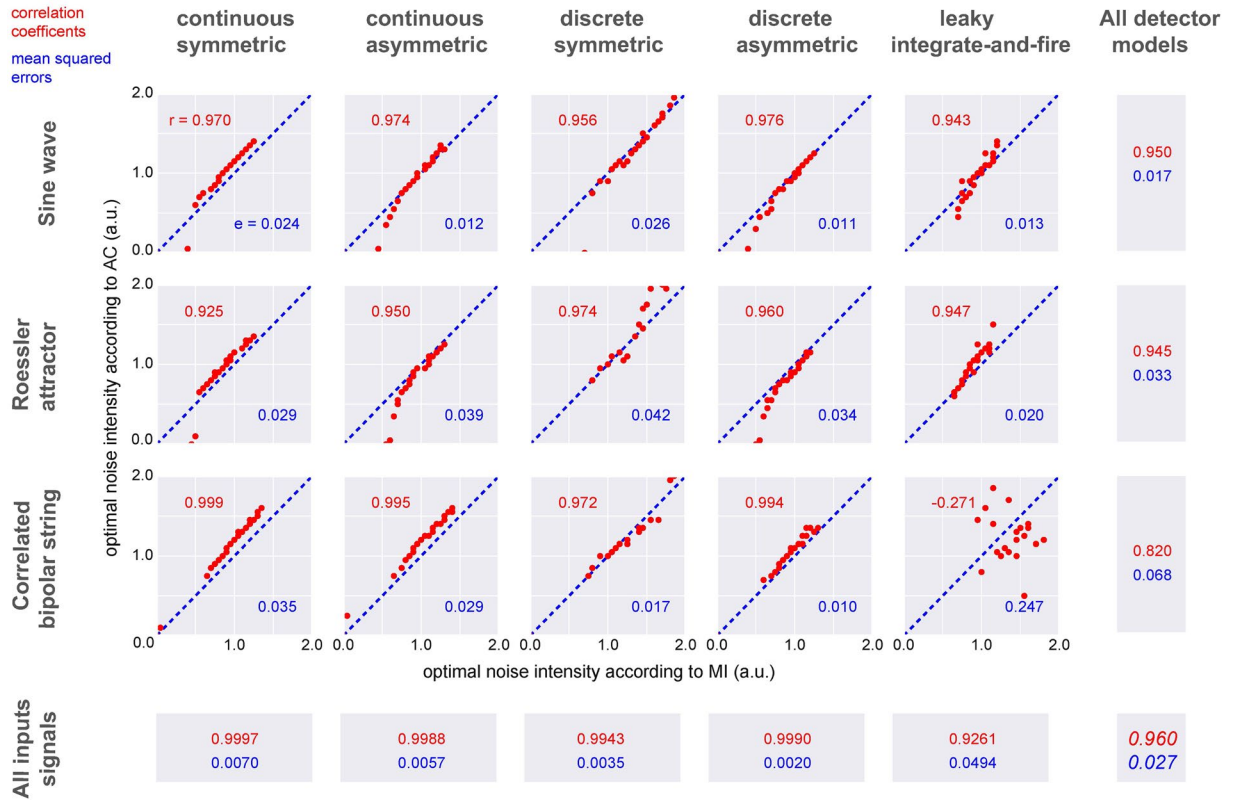 correlation
coefficents
mean squared
errors
continuous
symmetric
continuous
asymmetric
discrete
symmetric
discrete
asymmetric
leaky
integrate-and-fire
All detector
models
Sine wave
2.0
1.0
0.0
r = 0.970
e = 0.024
0.974
0.012
0.956
0.026
0.976
0.011
0.943
0.013
0.950
0.017
optimal noise intensity according to AC (a.u.)
Roessler
attractor
2.0
1.0
0.0
0.925
0.029
0.950
0.039
0.974
0.042
0.960
0.034
0.947
0.020
0.945
0.033
Correlated
bipolar string
2.0
1.0
0.0
0.999
0.035
0.995
0.029
0.972
0.017
0.994
0.010
-0.271
0.247
0.820
0.068
1.0 2.0 0.0 1.0 2.0 0.0 1.0 2.0 0.0 1.0 2.0 0.0 1.0 2.0
optimal noise intensity according to MI (a.u.)
All inputs
signals
0.9997
0.0070
0.9988
0.0057
0.9943
0.0035
0.9990
0.0020
0.9261
0.0494
0.960
0.027